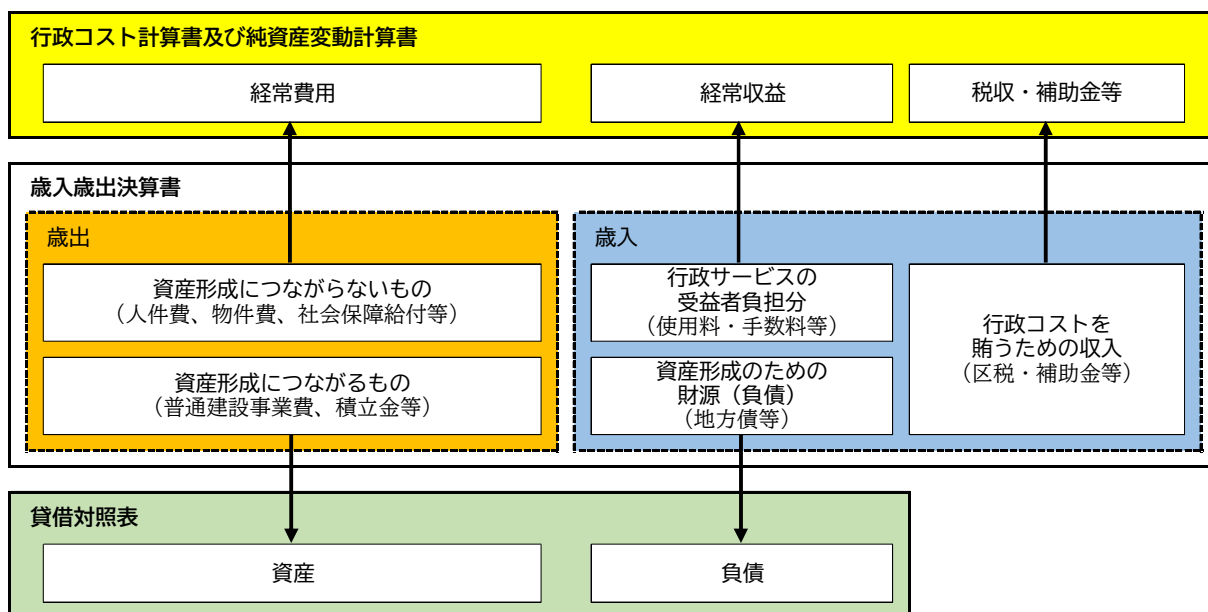 行政コスト計算書及び純資産変動計算書
経常費用
経常収益
税収・補助金等
歳入歳出決算書
歳出
資産形成につながらないもの
（人件費、物件費、社会保障給付等）
資産形成につながるもの
（普通建設事業費、積立金等）
歳入
行政サービスの
受益者負担分
（使用料・手数料等）
資産形成のための
財源（負債）
（地方債等）
行政コストを
賄うための収入
（区税・補助金等）
貸借対照表
資産
負債